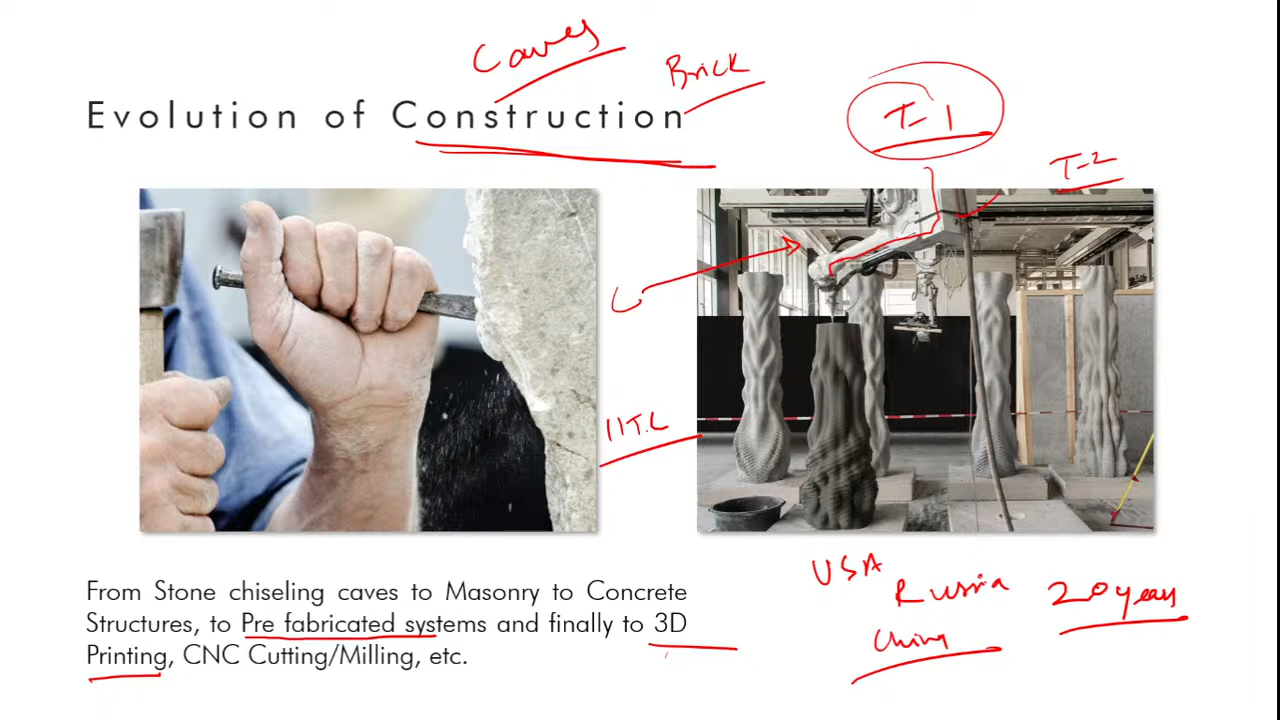 Caves
Brick
Evolution of Construction
T-1
T-2
11T.L
From Stone chiseling caves to Masonry to Concrete
Structures, to Pre fabricated systems and finally to 3D
Printing, CNC Cutting/Milling, etc.
USA
Russia
20 years
China